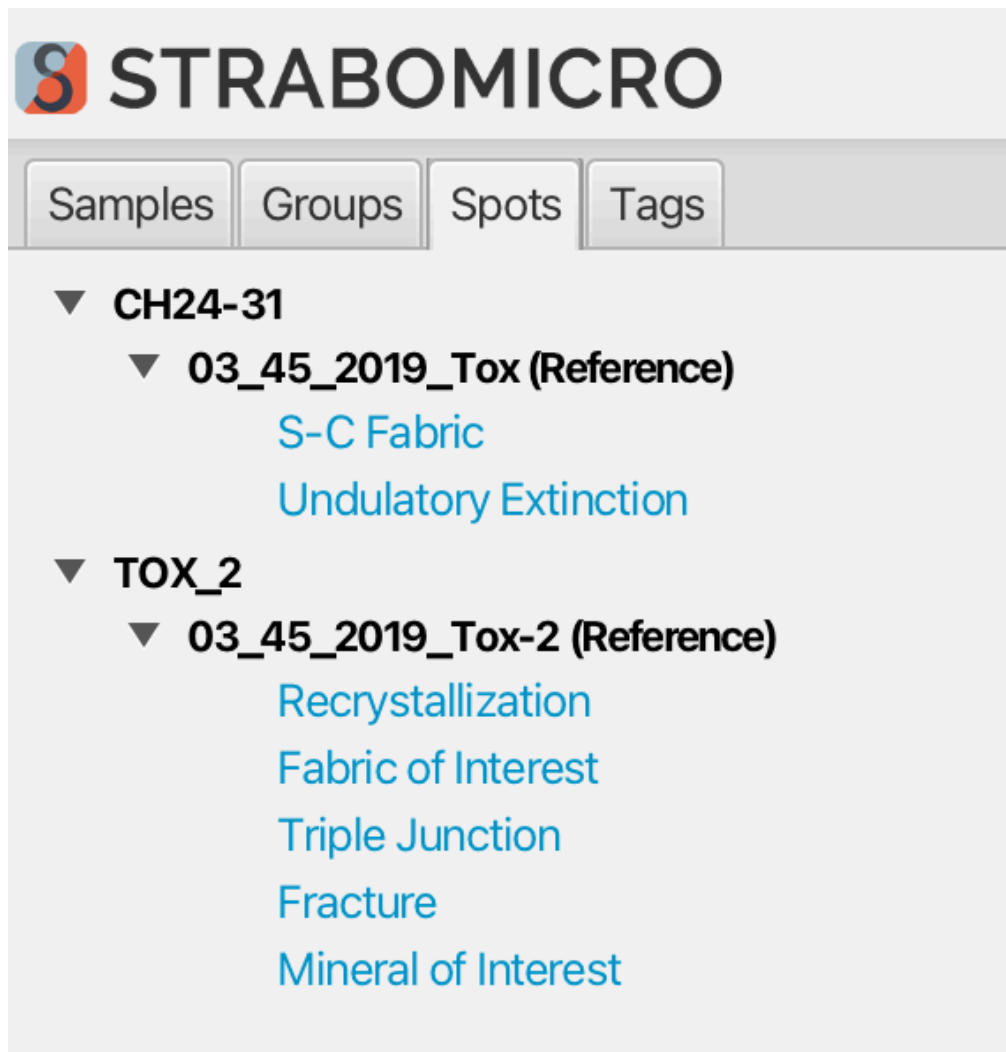 STRABOMICRO
Samples Groups Spots Tags
CH24-31
03_45_2019_Tox (Reference)
S-C Fabric
Undulatory Extinction
TOX_2
03_45_2019_Tox-2 (Reference)
Recrystallization
Fabric of Interest
Triple Junction
Fracture
Mineral of Interest